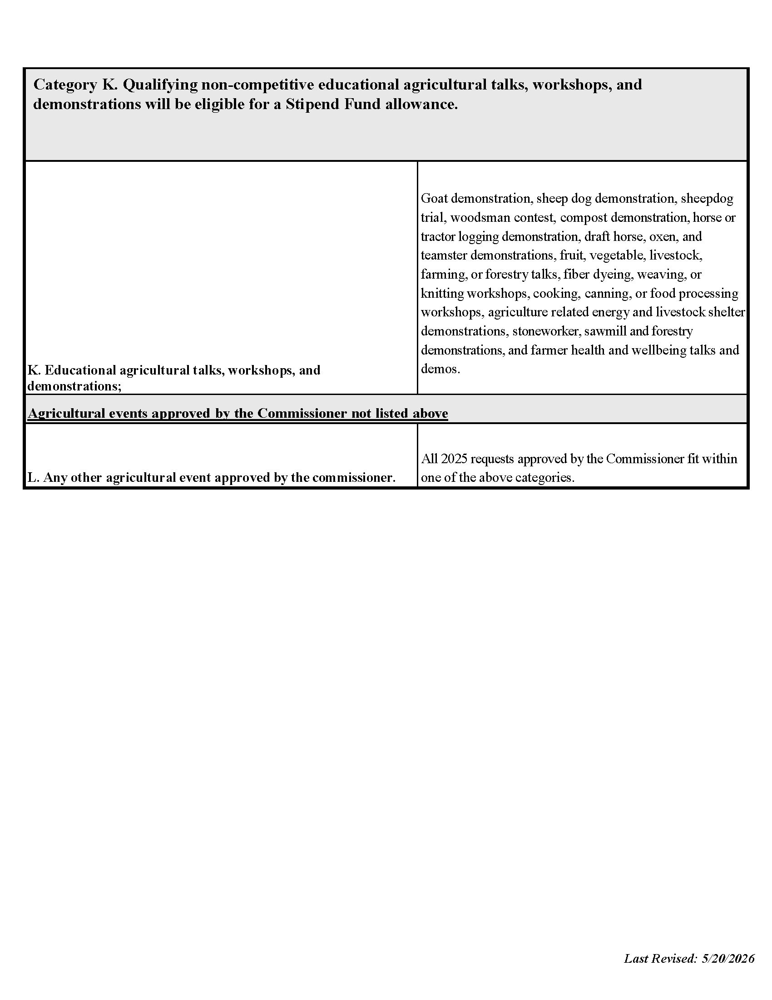 Category K. Qualifying non-competitive educational agricultural talks, workshops, and
demonstrations will be eligible for a Stipend Fund allowance.
K. Educational agricultural talks, workshops, and
demonstrations;
Goat demonstration, sheep dog demonstration, sheepdog
trial, woodsman contest, compost demonstration, horse or
tractor logging demonstration, draft horse, oxen, and
teamster demonstrations, fruit, vegetable, livestock,
farming, or forestry talks, fiber dyeing, weaving, or
knitting workshops, cooking, canning, or food processing
workshops, agriculture related energy and livestock shelter
demonstrations, stoneworker, sawmill and forestry
demonstrations, and farmer health and wellbeing talks and
demos.
Agricultural events approved by the Commissioner not listed above
L. Any other agricultural event approved by the commissioner.
All 2025 requests approved by the Commissioner fit within
one of the above categories.
Last Revised: 5/20/2026